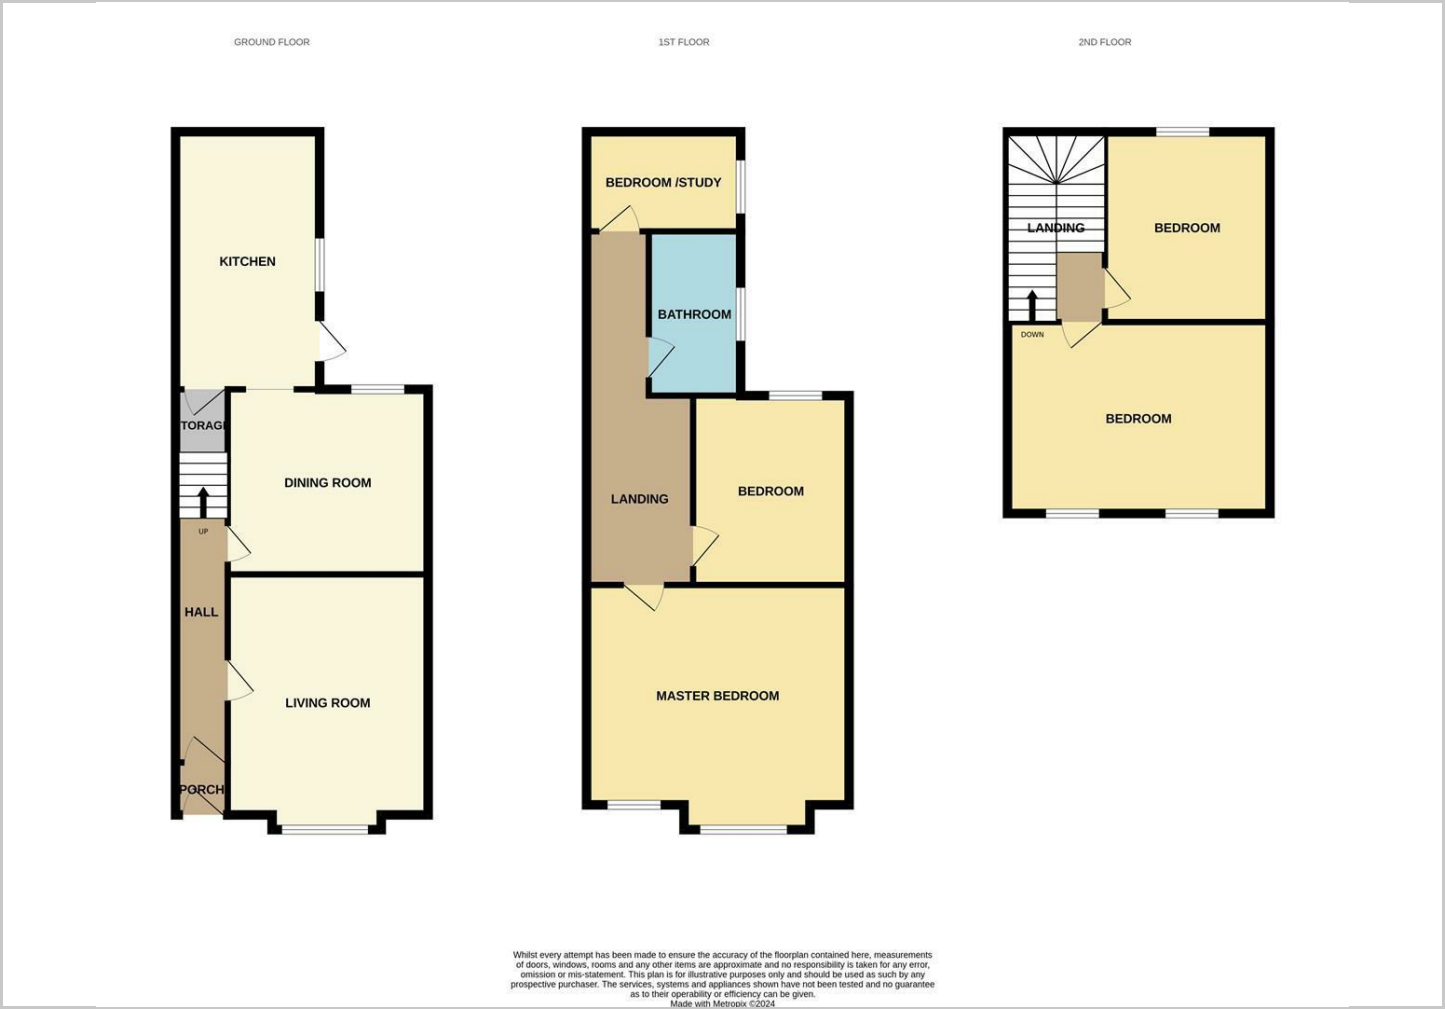 GROUND FLOOR
1ST FLOOR
2ND FLOOR
KITCHEN
TORAG
DINING ROOM
UP
HALL
LIVING ROOM
PORCH
BEDROOM /STUDY
BATHROOM
LANDING
BEDROOM
MASTER BEDROOM
LANDING
BEDROOM
DOWN
BEDROOM
Whilst every attempt has been made to ensure the accuracy of the floorplan contained here, measurements
of doors, windows, rooms and any other items are approximate and no responsibility is taken for any error,
omission or mis-statement. This plan is for illustrative purposes only and should be used as such by any
prospective purchaser. The services, systems and appliances shown have not been tested and no guarantee
as to their operability or efficiency can be given.
Made with Metropix ©2024